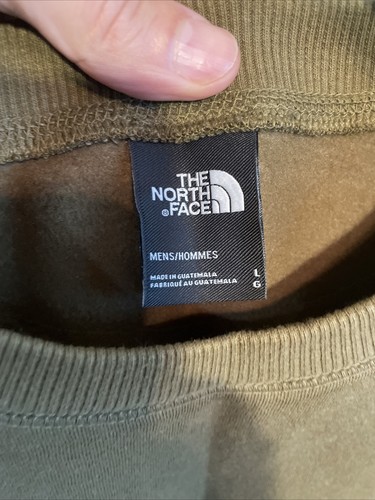 THE
NORTH
®FACE
MENS/HOMMES
MADE IN GUATEMALA L
FABRIQUÉ AU GUATEMALA G